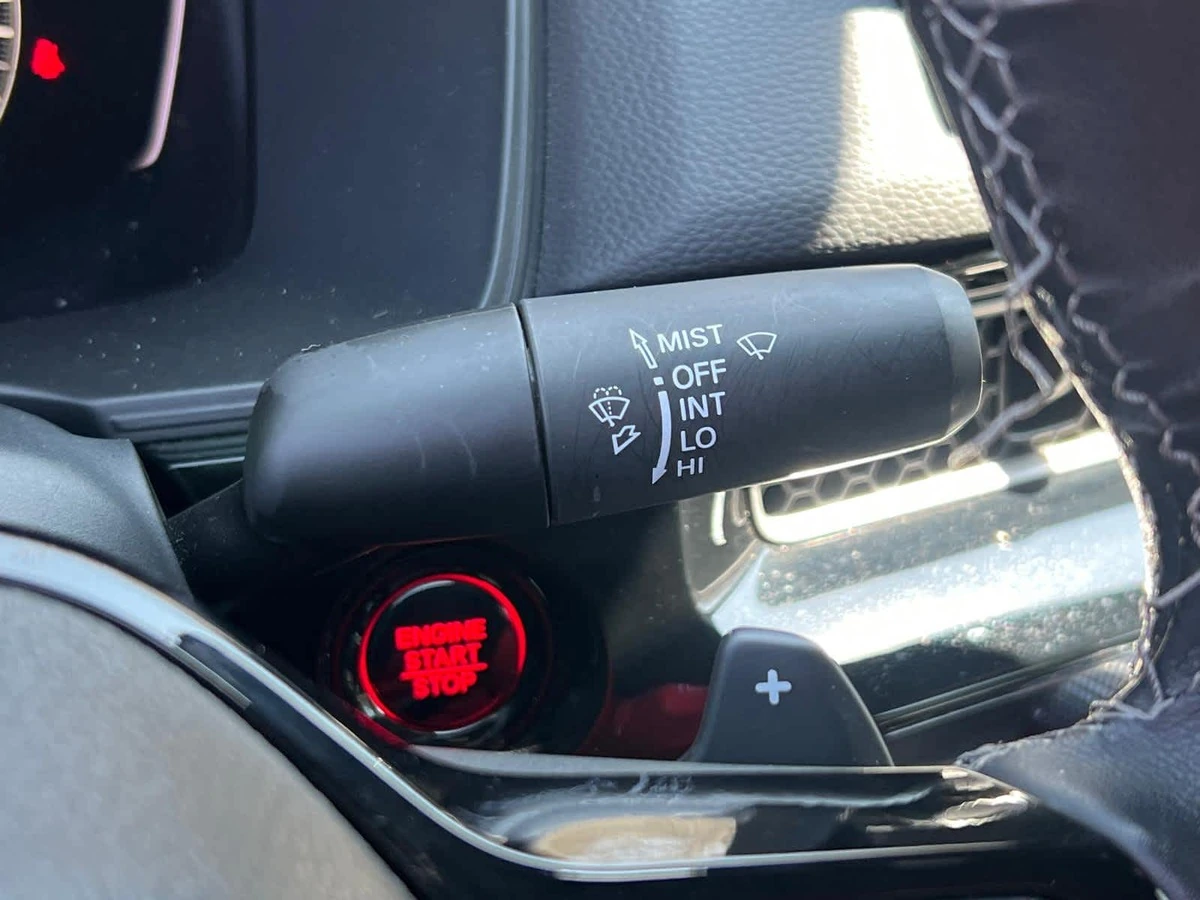 MIST
OFF
INT
LO
HI
ENGINE
START
STOP
+